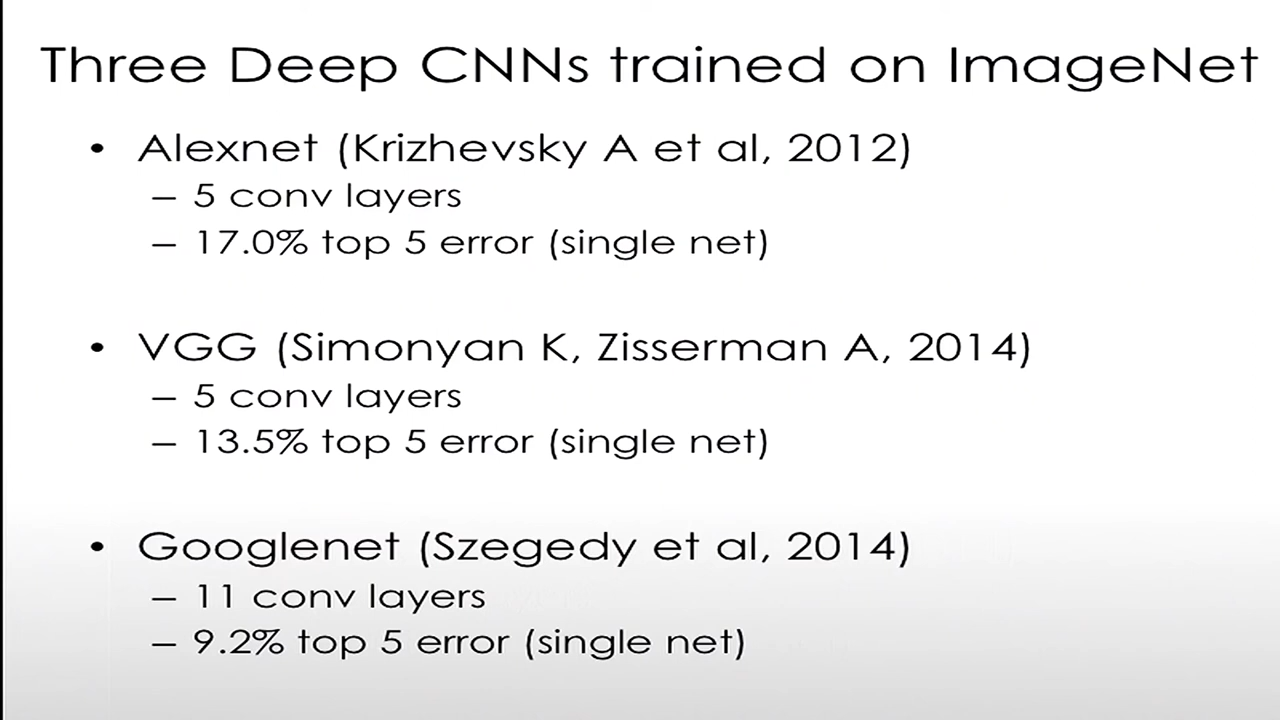 Three Deep CNNs trained on ImageNet
• Alexnet (Krizhevsky A et al, 2012)
– 5 conv layers
– 17.0% top 5 error (single net)
• VGG (Simonyan K, Zisserman A, 2014)
– 5 conv layers
– 13.5% top 5 error (single net)
• Googlenet (Szegedy et al, 2014)
– 11 conv layers
– 9.2% top 5 error (single net)